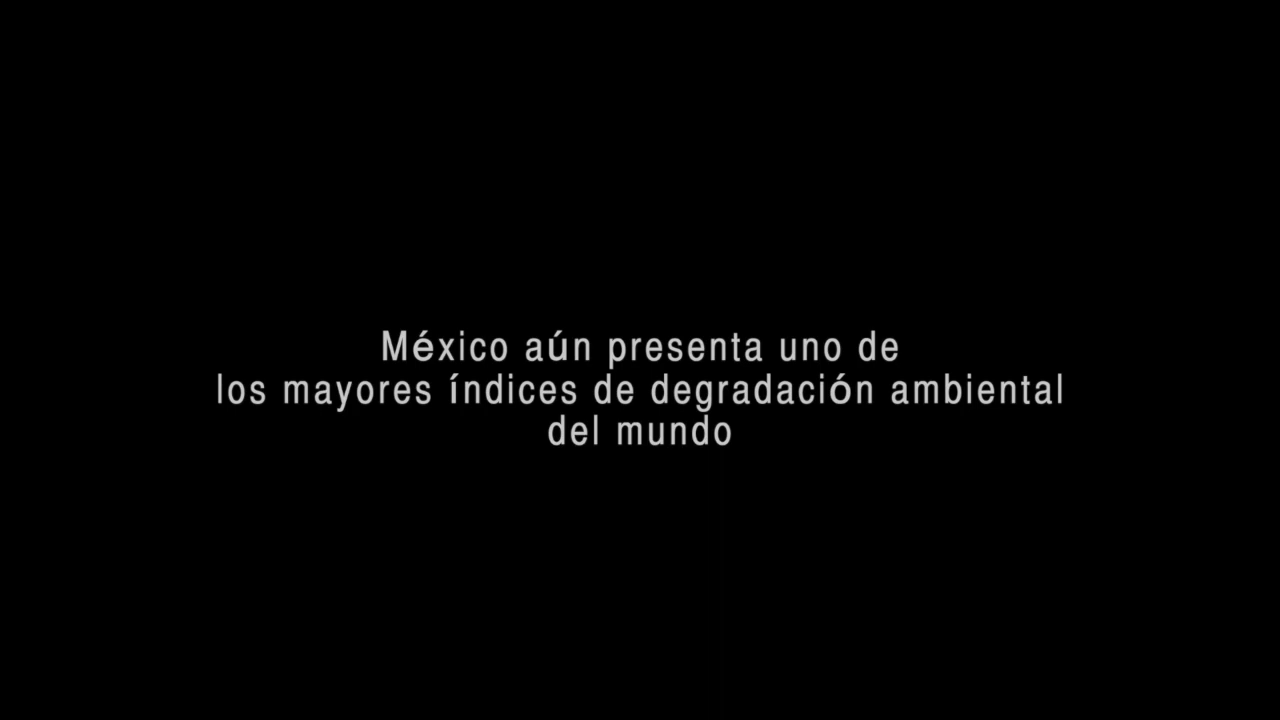 México aún presenta uno de
los mayores índices de degradación ambiental
del mundo